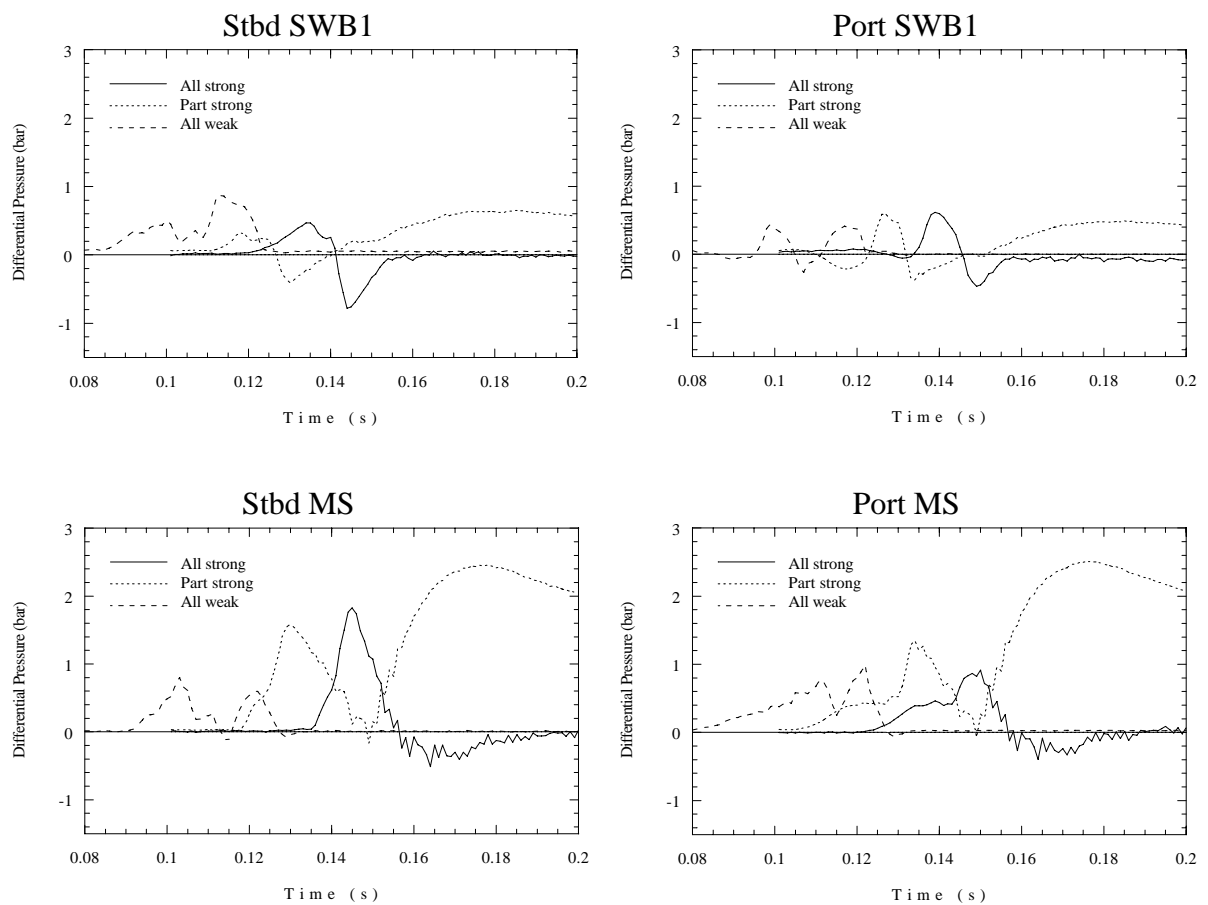 Stbd SWB1
3
2
1
0
-1
Differential Pressure (bar)
All strong
Part strong
All weak
0.08 0.1 0.12 0.14 0.16 0.18 0.2
Time (s)
Port SWB1
3
2
1
0
-1
Differential Pressure (bar)
All strong
Part strong
All weak
0.08 0.1 0.12 0.14 0.16 0.18 0.2
Time (s)
Stbd MS
3
2
1
0
-1
Differential Pressure (bar)
All strong
Part strong
All weak
0.08 0.1 0.12 0.14 0.16 0.18 0.2
Time (s)
Port MS
3
2
1
0
-1
Differential Pressure (bar)
All strong
Part strong
All weak
0.08 0.1 0.12 0.14 0.16 0.18 0.2
Time (s)